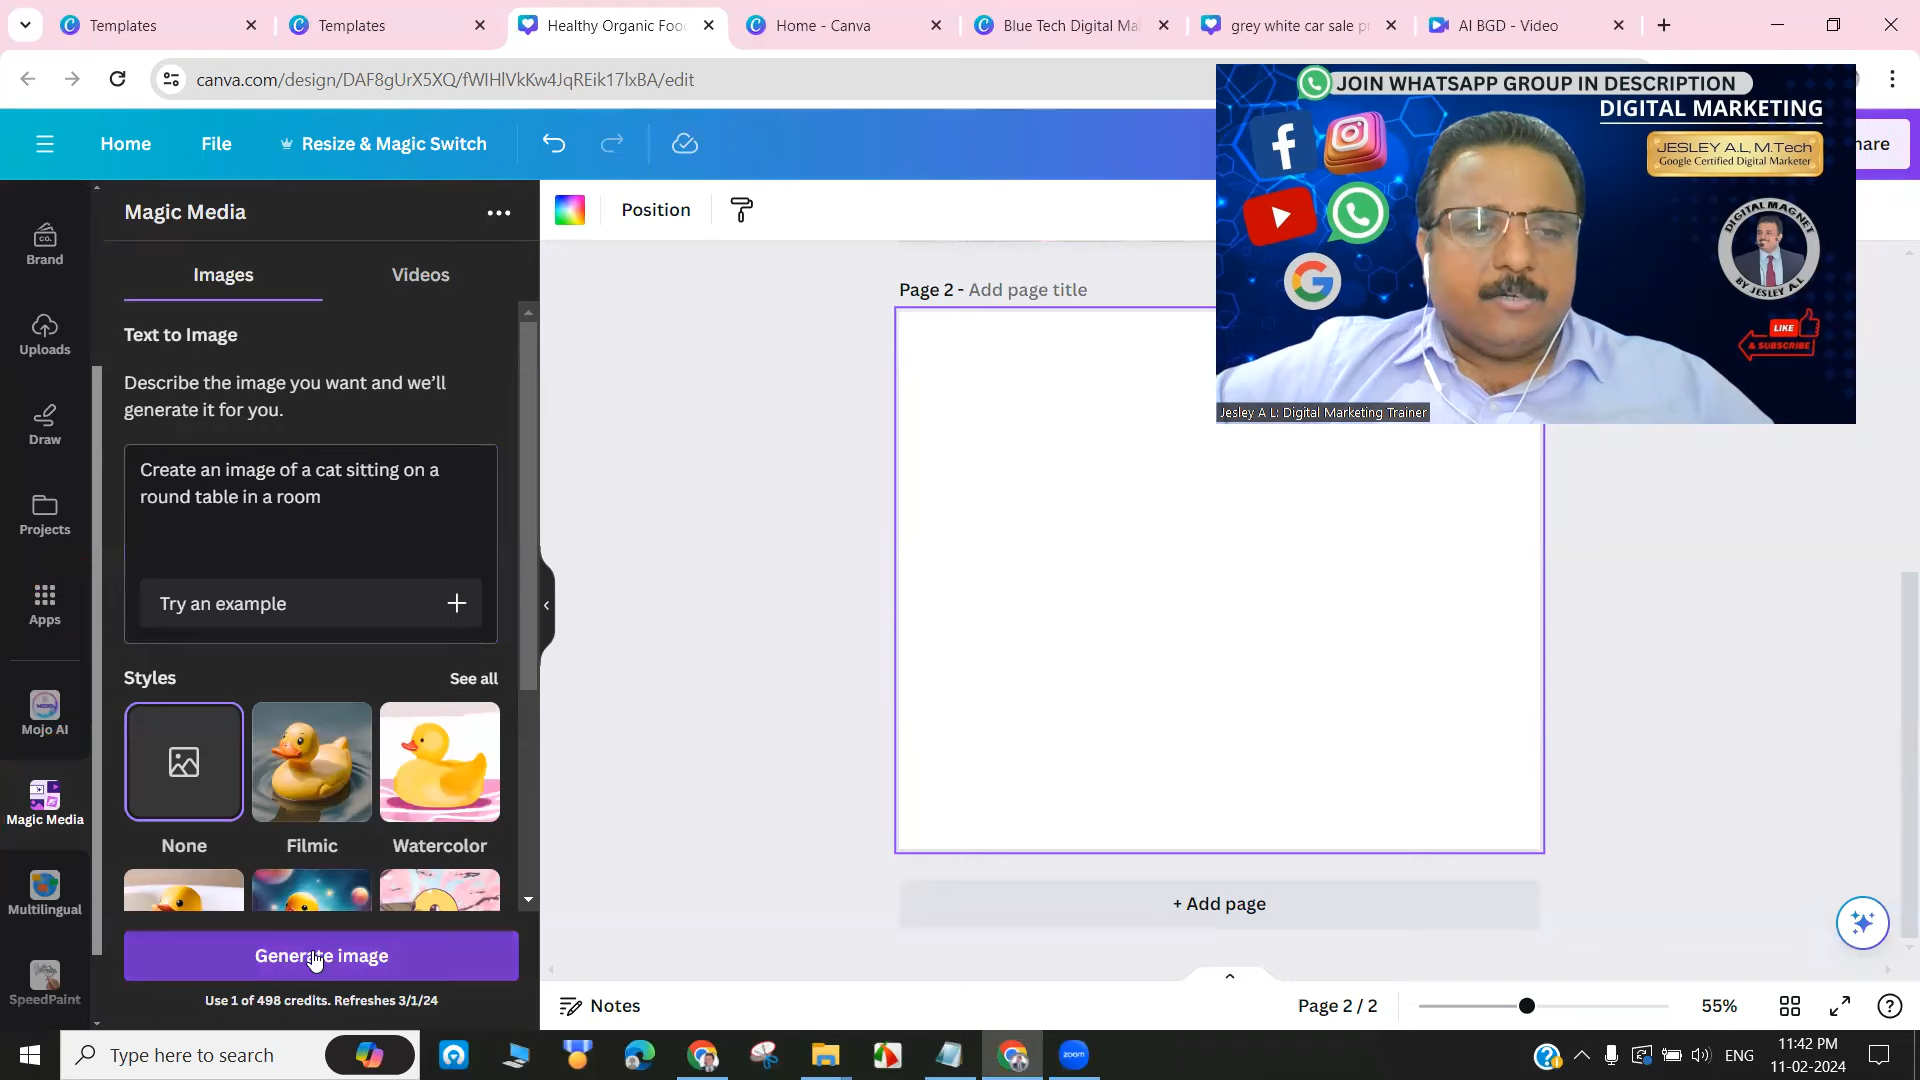 Templates
Templates
Healthy Organic Foo
Home - Canva
Blue Tech Digital Ma
grey white car sale p
AI BGD - Video
canva.com/design/DAF8gUrX5XQ/fWIHlVkKw4JqREik17lxBA/edit
Home
File
Resize & Magic Switch
hare
JOIN WHATSAPP GROUP IN DESCRIPTION
DIGITAL MARKETING
JESLEY A.L, M.Tech
Google Certified Digital Marketer
DIGITAL MAGNET
BY JESLEY A.L
LIKE
& SUBSCRIBE
Jesley A L: Digital Marketing Trainer
CO.
Brand
Uploads
Draw
Projects
Apps
Mojo AI
Magic Media
Multilingual
SpeedPaint
Magic Media
Images
Videos
Text to Image
Describe the image you want and we'll
generate it for you.
Create an image of a cat sitting on a
round table in a room
Try an example
Styles
See all
None
Filmic
Watercolor
Generate image
Use 1 of 498 credits. Refreshes 3/1/24
Position
Page 2 - Add page title
+ Add page
Notes
Page 2 / 2
55%
Type here to search
zoom
ENG
11:42 PM
11-02-2024